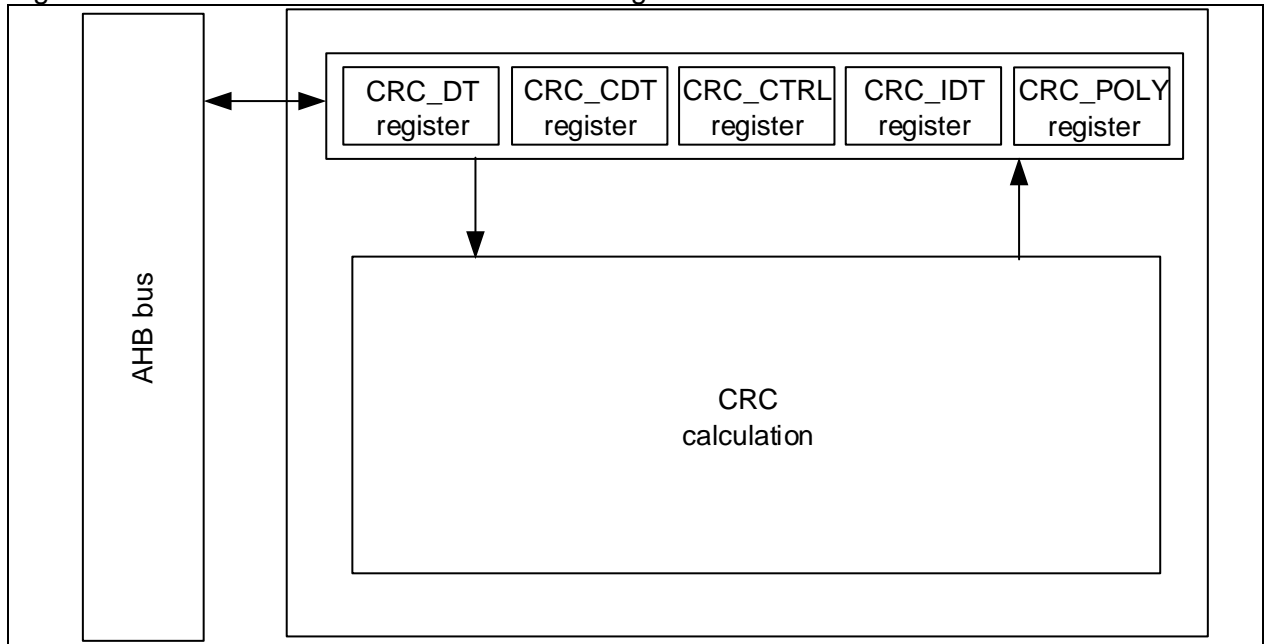 AHB bus
CRC_DT
register
CRC_CDT
register
CRC_CTRL
register
CRC_IDT
register
CRC_POLY
register
CRC
calculation